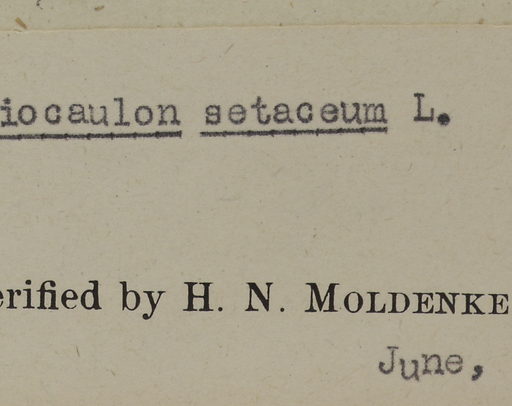 iocaulon setaceum L.
erified by H. N. MOLDENKE
June,